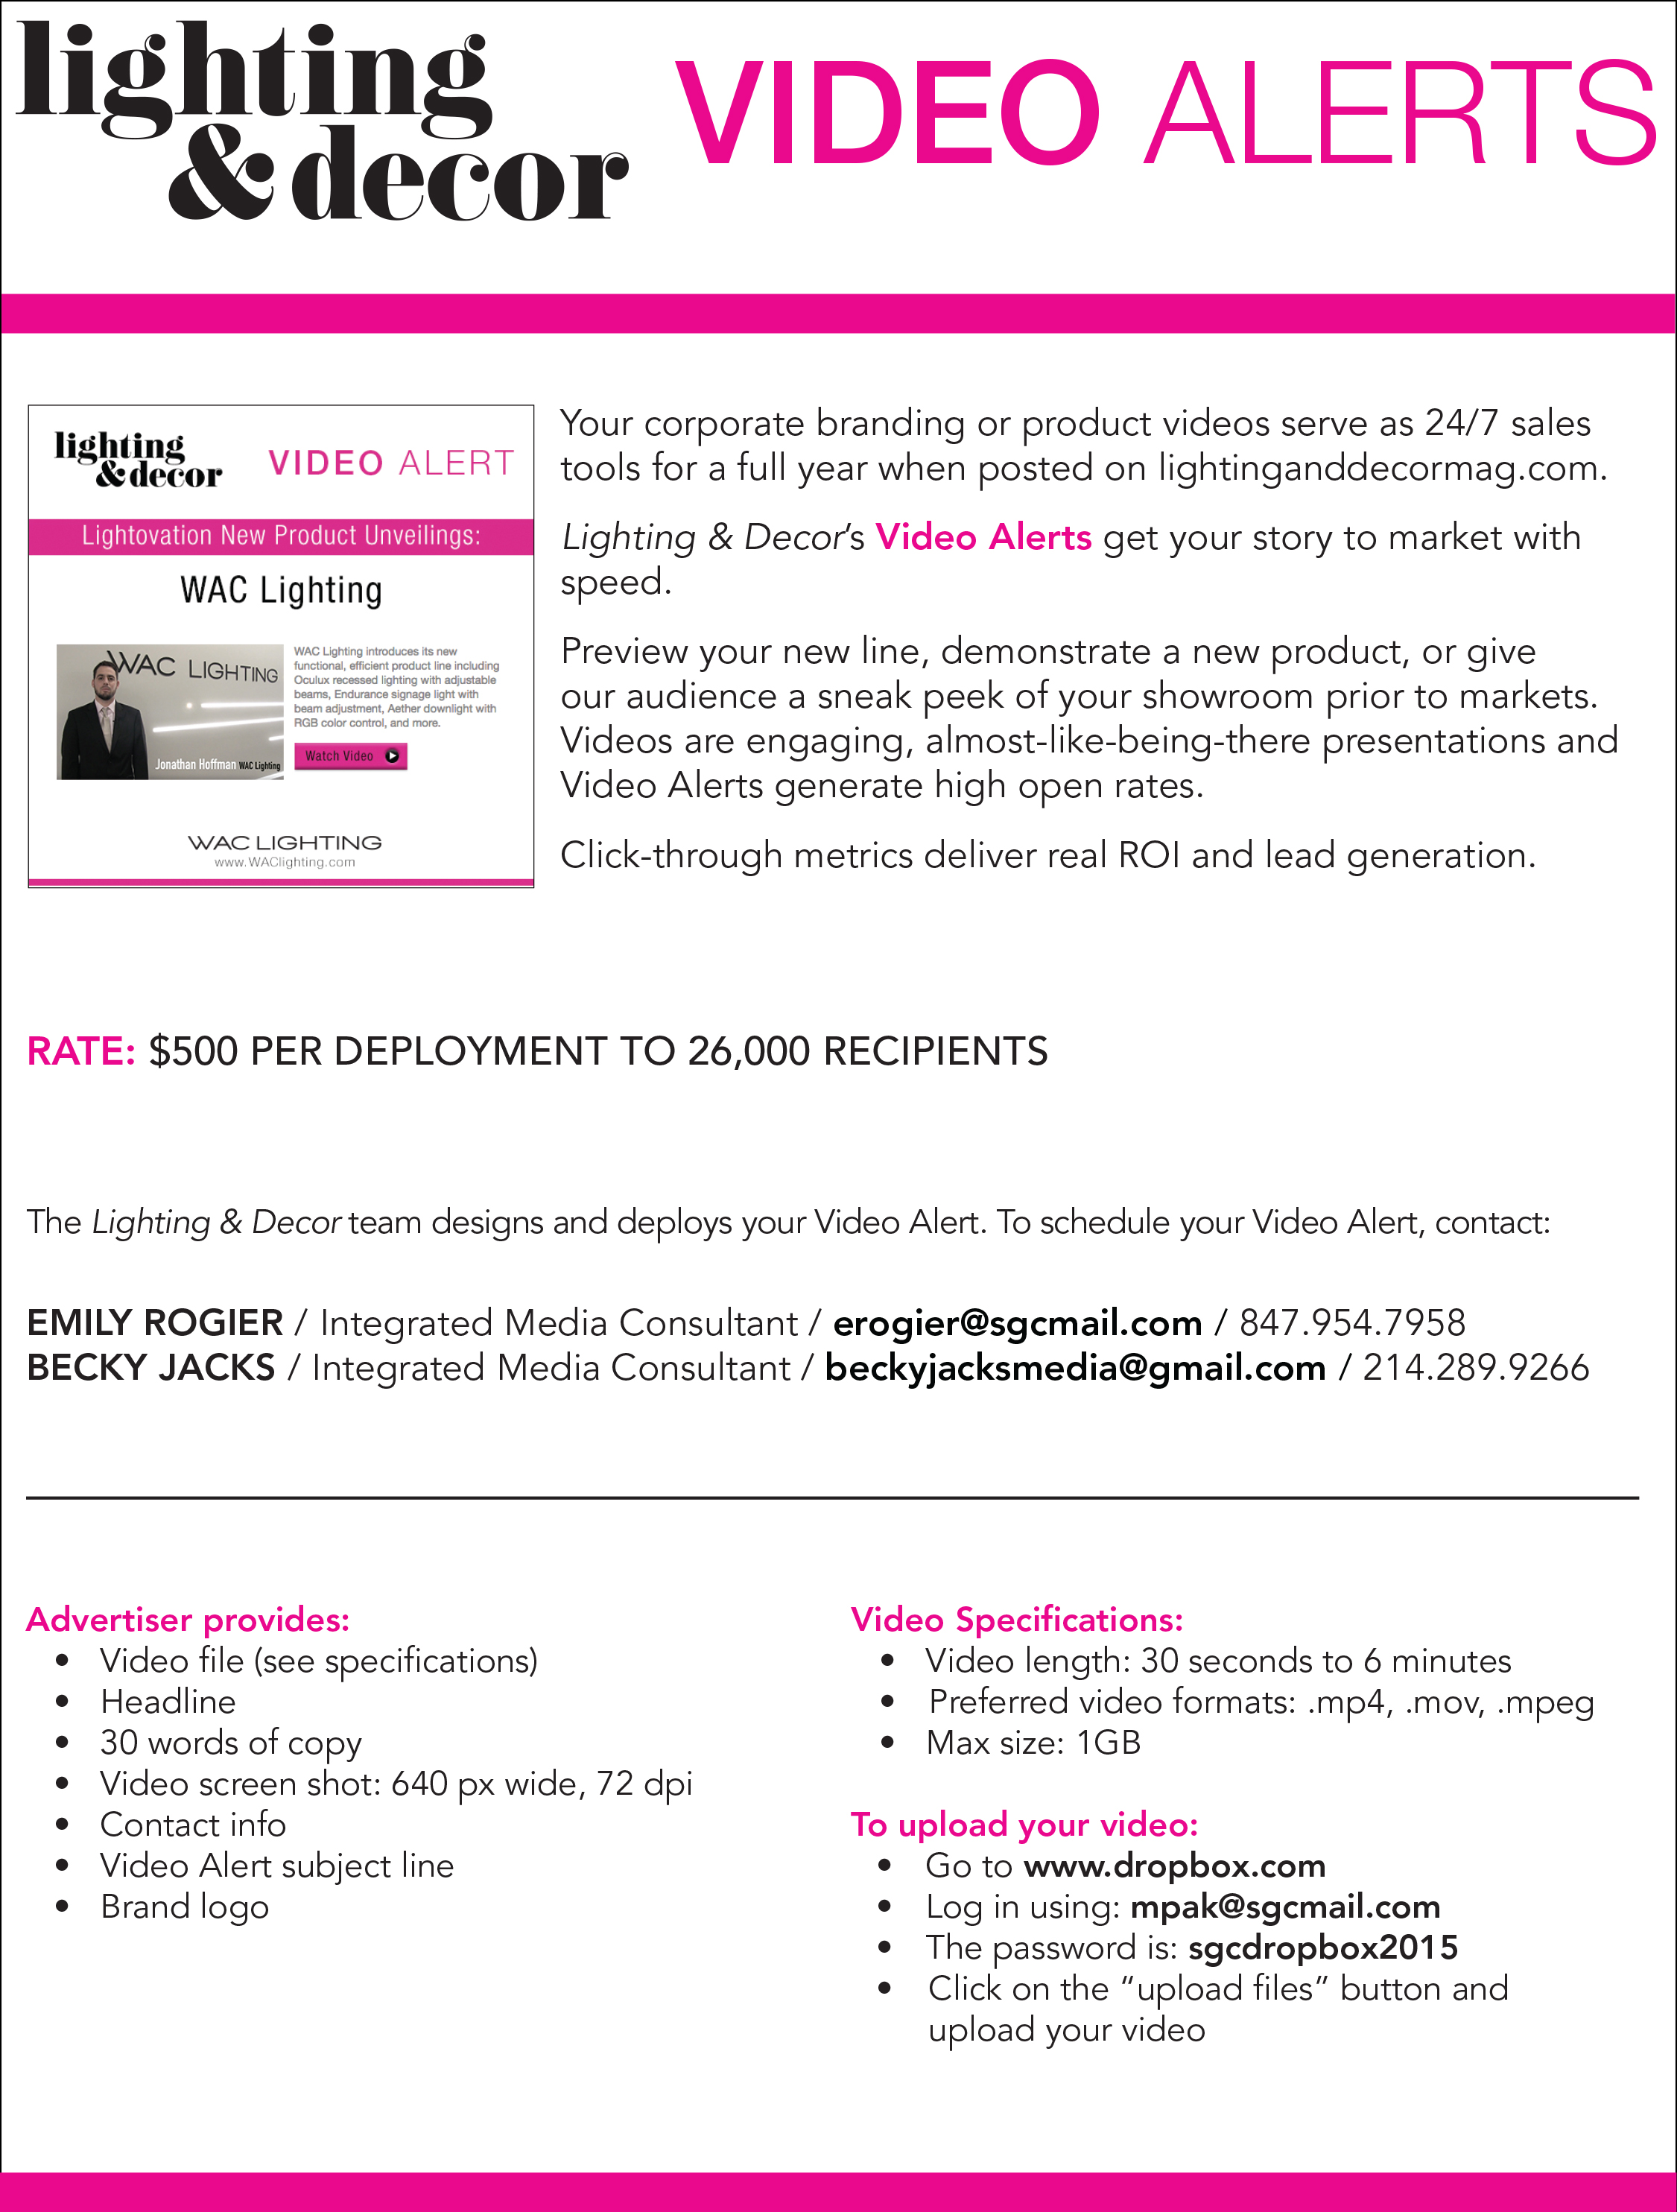 lighting
& decor
VIDEO ALERTS
lighting
& decor
VIDEO ALERT
Lightovation New Product Unveilings:
WAC Lighting
WAC LIGHTING
Jonathan Hoffman WAC Lighting
WAC Lighting introduces its new
functional, efficient product line including
Oculux recessed lighting with adjustable
beams, Endurance signage light with
beam adjustment, Aether downlight with
RGB color control, and more.
Watch Video
WAC LIGHTING
www.WAClighting.com
Your corporate branding or product videos serve as 24/7 sales
tools for a full year when posted on lightinganddecormag.com.
Lighting & Decor’s Video Alerts get your story to market with
speed.
Preview your new line, demonstrate a new product, or give
our audience a sneak peek of your showroom prior to markets.
Videos are engaging, almost-like-being-there presentations and
Video Alerts generate high open rates.
Click-through metrics deliver real ROI and lead generation.
RATE: $500 PER DEPLOYMENT TO 26,000 RECIPIENTS
The Lighting & Decor team designs and deploys your Video Alert. To schedule your Video Alert, contact:
EMILY ROGIER / Integrated Media Consultant / erogier@sgcmail.com / 847.954.7958
BECKY JACKS / Integrated Media Consultant / beckyjacksmedia@gmail.com / 214.289.9266
Advertiser provides:
• Video file (see specifications)
• Headline
• 30 words of copy
• Video screen shot: 640 px wide, 72 dpi
• Contact info
• Video Alert subject line
• Brand logo
Video Specifications:
• Video length: 30 seconds to 6 minutes
• Preferred video formats: .mp4, .mov, .mpeg
• Max size: 1GB
To upload your video:
• Go to www.dropbox.com
• Log in using: mpak@sgcmail.com
• The password is: sgcdropbox2015
• Click on the “upload files” button and
upload your video